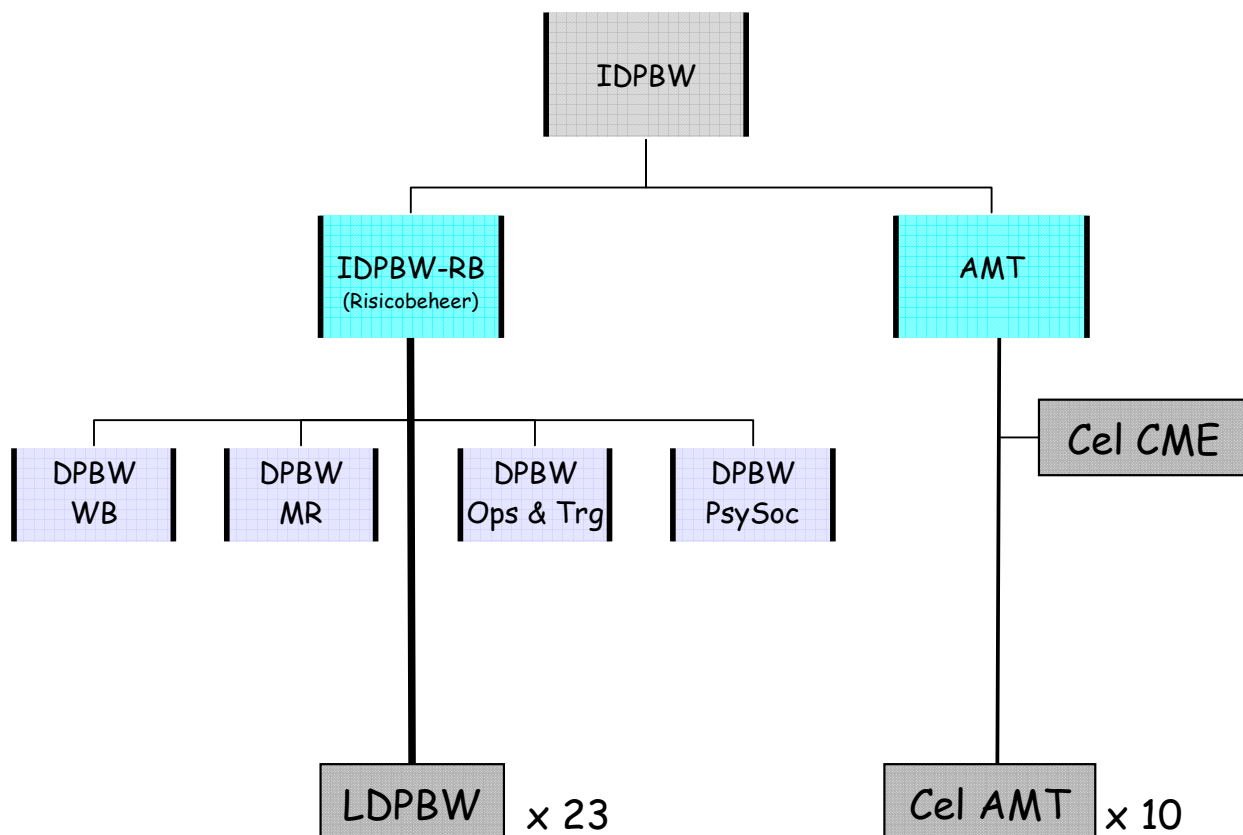 IDPBW
IDPBW-RB
(Risicobeheer)
AMT
Cel CME
DPBW
WB
DPBW
MR
DPBW
Ops & Trg
DPBW
PsySoc
LDPBW
x 23
Cel AMT
x 10